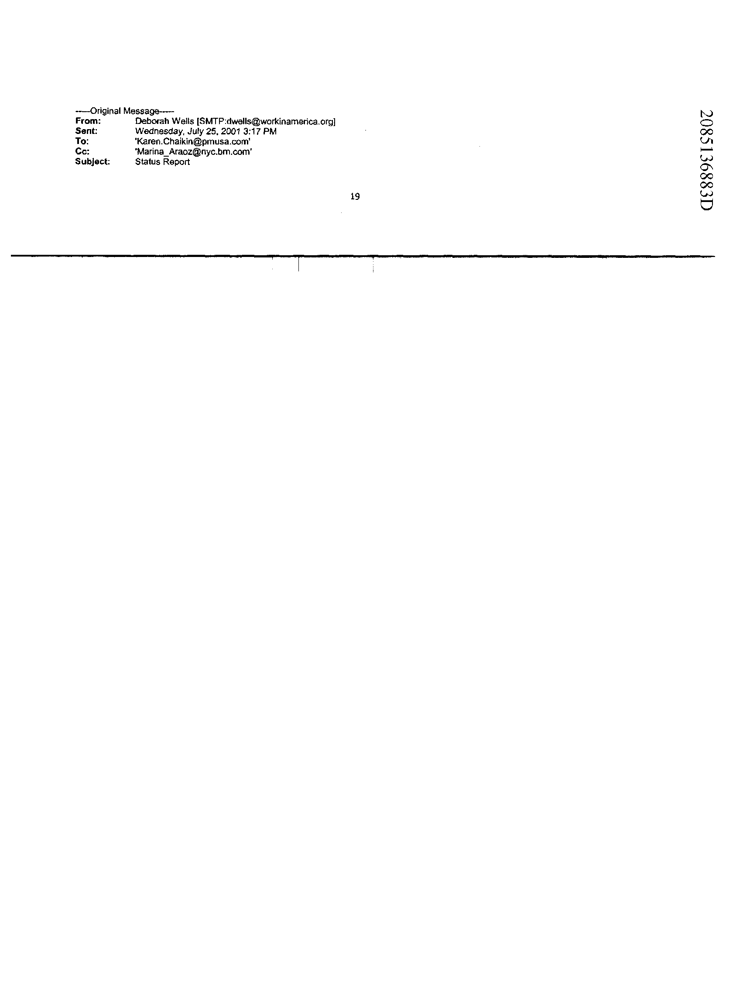 -----Original Message-----
From: Deborah Wells [SMTP:dwells@workinamerica.org]
Sent: Wednesday, July 25, 2001 3:17 PM
To: 'Karen.Chaikin@pmusa.com'
Cc: 'Marina_Araoz@nyc.bm.com'
Subject: Status Report
19
2085136883D